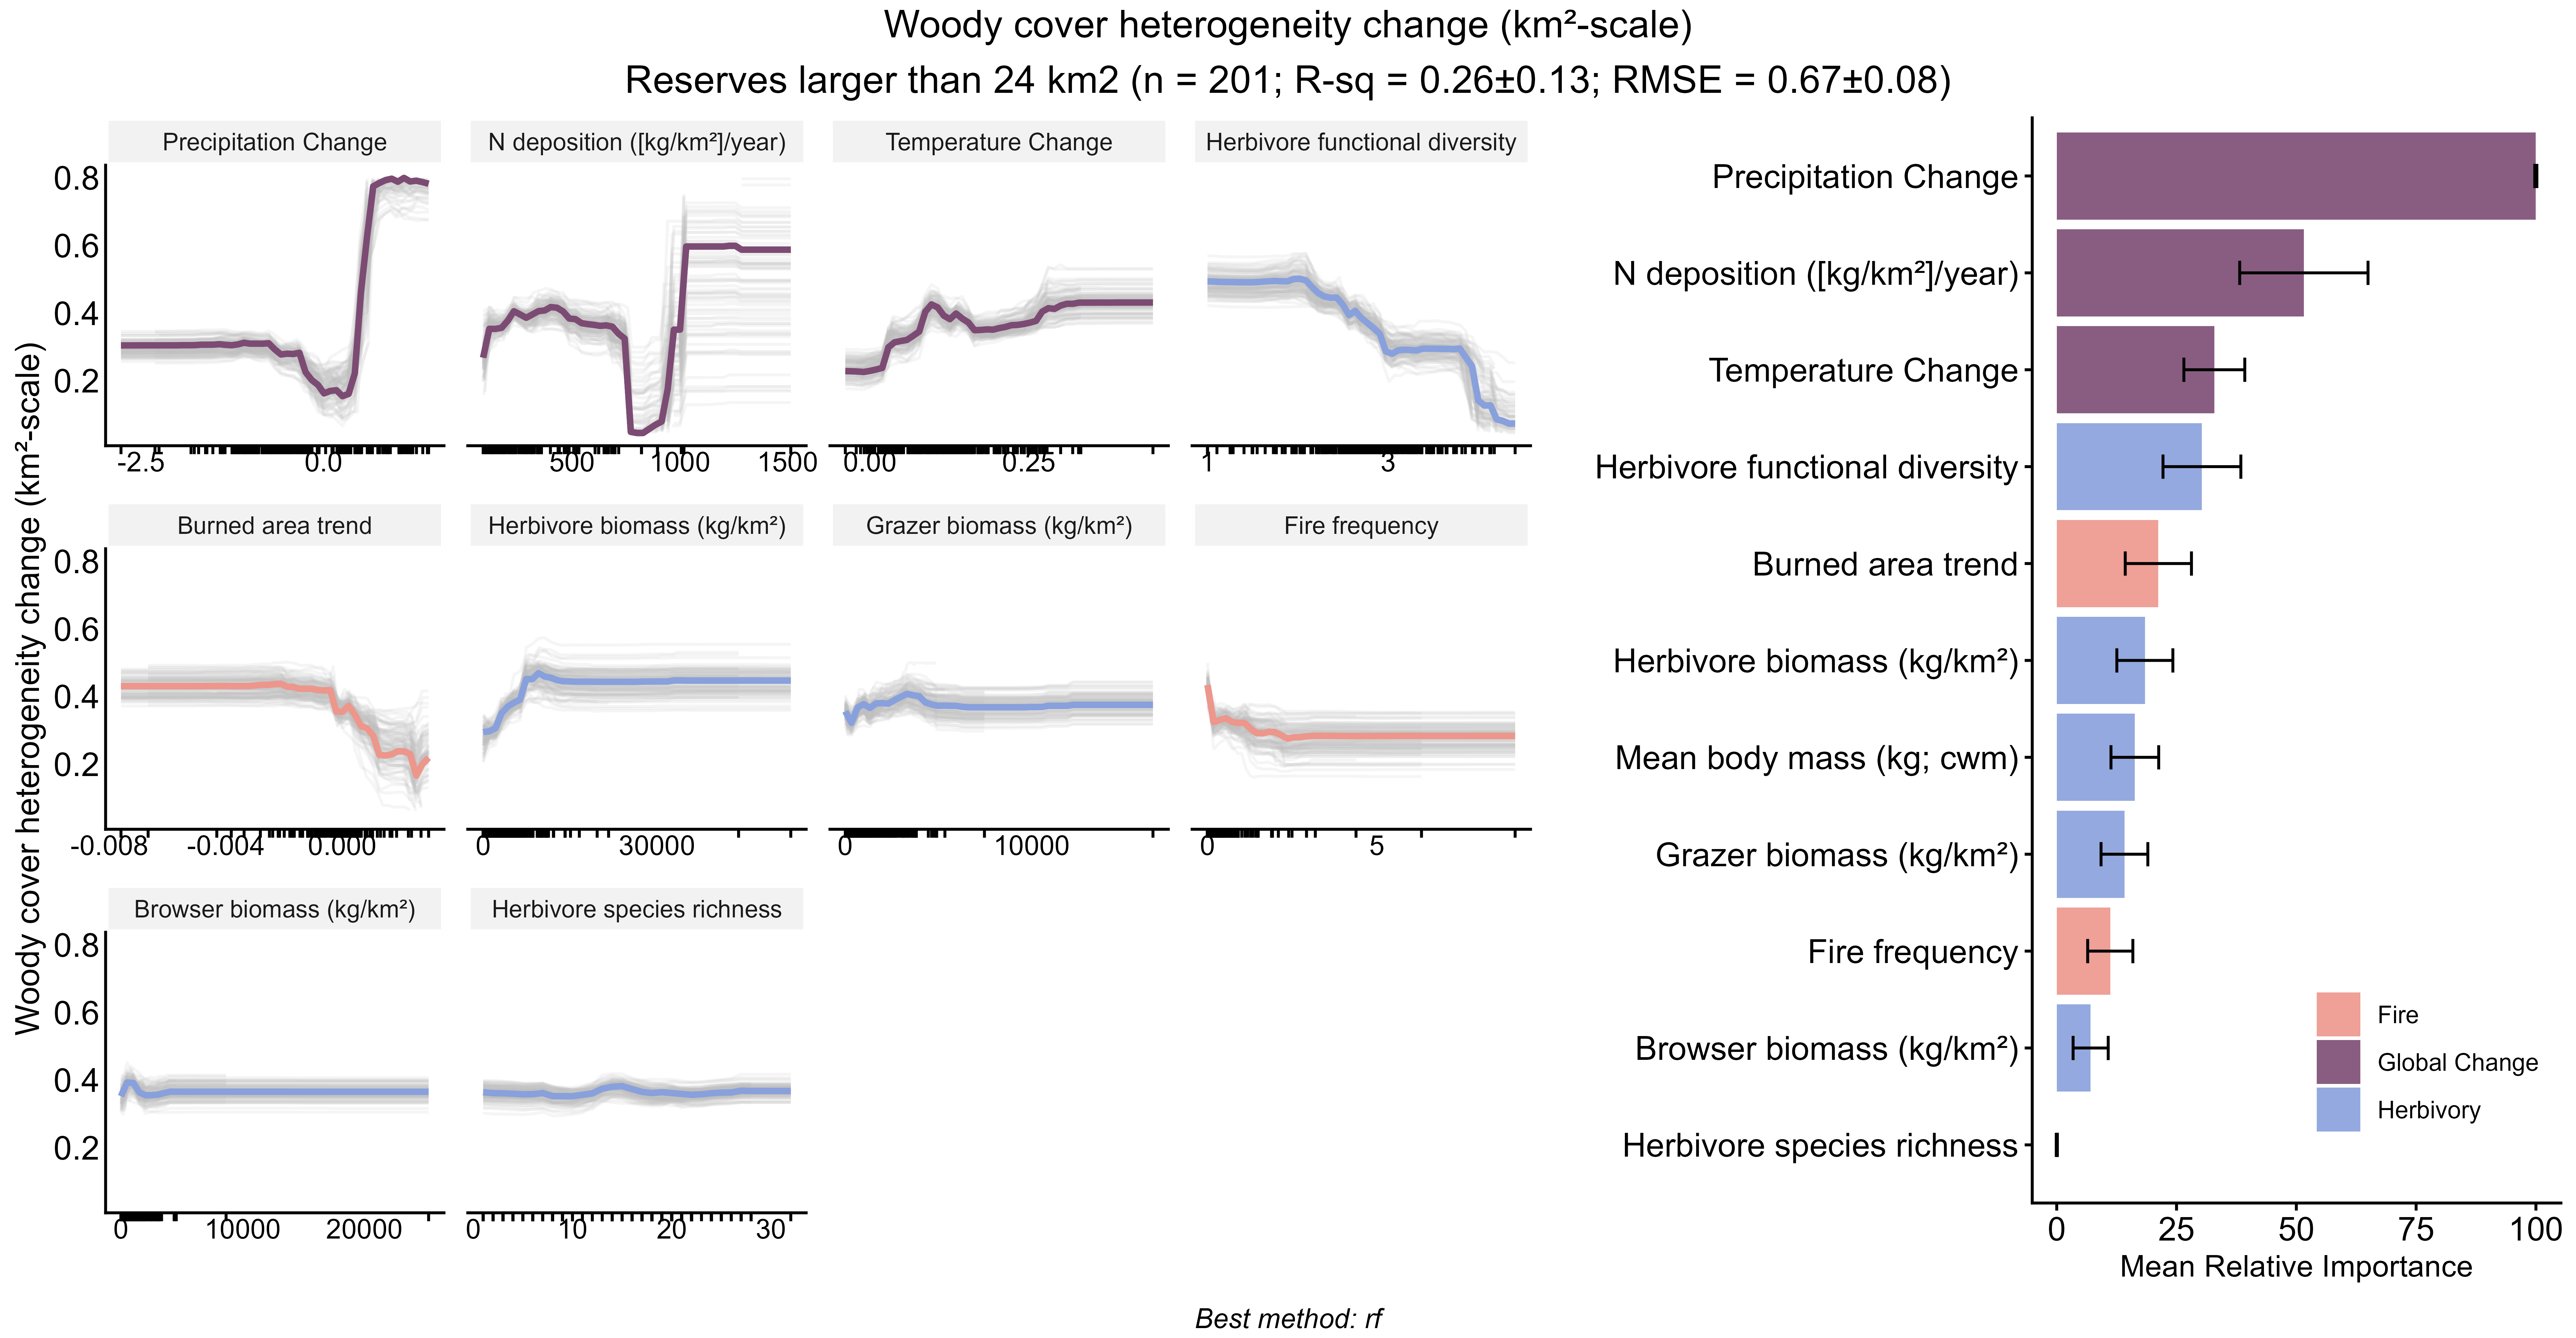 Woody cover heterogeneity change (km²-scale)
Reserves larger than 24 km2 (n = 201; R-sq = 0.26±0.13; RMSE = 0.67±0.08)
Woody cover heterogeneity change (km²-scale)
Precipitation Change
N deposition ([kg/km²]/year)
Temperature Change
Herbivore functional diversity
0.8
0.6
0.4
0.2
-2.5 0.0
500 1000 1500
0.00 0.25
1 3
Burned area trend
Herbivore biomass (kg/km²)
Grazer biomass (kg/km²)
Fire frequency
0.8
0.6
0.4
0.2
-0.008 -0.004 0.000
0 30000
0 10000
0 5
Browser biomass (kg/km²)
Herbivore species richness
0.8
0.6
0.4
0.2
0 10000 20000
0 10 20 30
Precipitation Change
N deposition ([kg/km²]/year)
Temperature Change
Herbivore functional diversity
Burned area trend
Herbivore biomass (kg/km²)
Mean body mass (kg; cwm)
Grazer biomass (kg/km²)
Fire frequency
Browser biomass (kg/km²)
Herbivore species richness
0 25 50 75 100
Mean Relative Importance
Fire
Global Change
Herbivory
Best method: rf